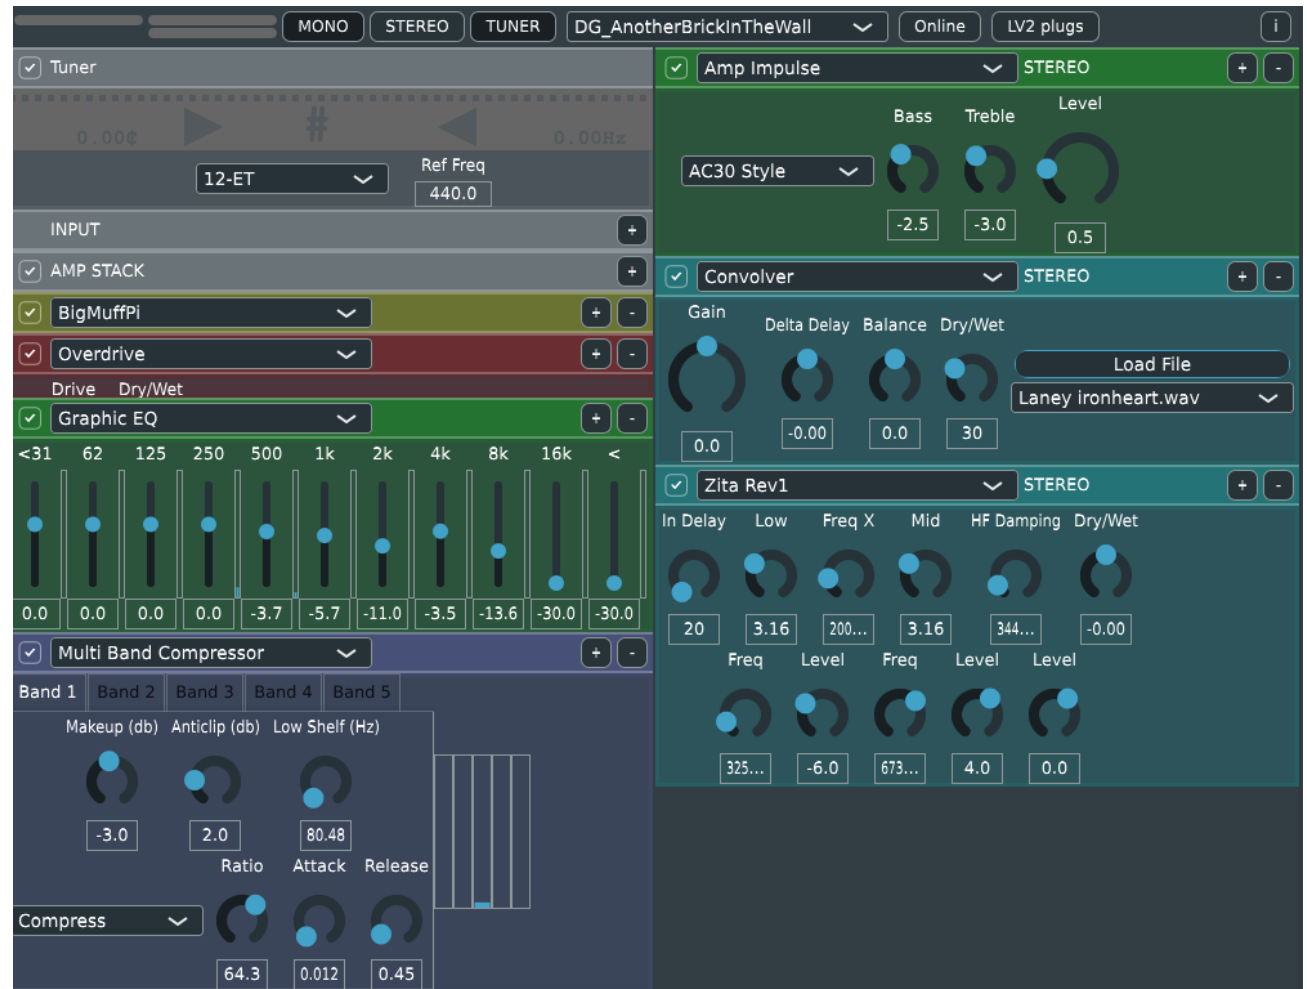 MONO STEREO TUNER DG_AnotherBrickInTheWall Online LV2 plugs i
Tuner
0.00¢ # 0.00Hz
12-ET
Ref Freq
440.0
INPUT +
AMP STACK +
BigMuffPi + -
Overdrive + -
Drive Dry/Wet
Graphic EQ + -
<31 62 125 250 500 1k 2k 4k 8k 16k <
0.0 0.0 0.0 0.0 -3.7 -5.7 -11.0 -3.5 -13.6 -30.0 -30.0
Multi Band Compressor + -
Band 1 Band 2 Band 3 Band 4 Band 5
Makeup (db) Anticlip (db) Low Shelf (Hz)
-3.0 2.0 80.48
Ratio Attack Release
Compress
64.3 0.012 0.45
Amp Impulse STEREO + -
Bass Treble Level
AC30 Style
-2.5 -3.0 0.5
Convolver STEREO + -
Gain Delta Delay Balance Dry/Wet
Load File
Laney ironheart.wav
0.0 -0.00 0.0 30
Zita Rev1 STEREO + -
In Delay Low Freq X Mid HF Damping Dry/Wet
20 3.16 200... 3.16 344... -0.00
Freq Level Freq Level Level
325... -6.0 673... 4.0 0.0